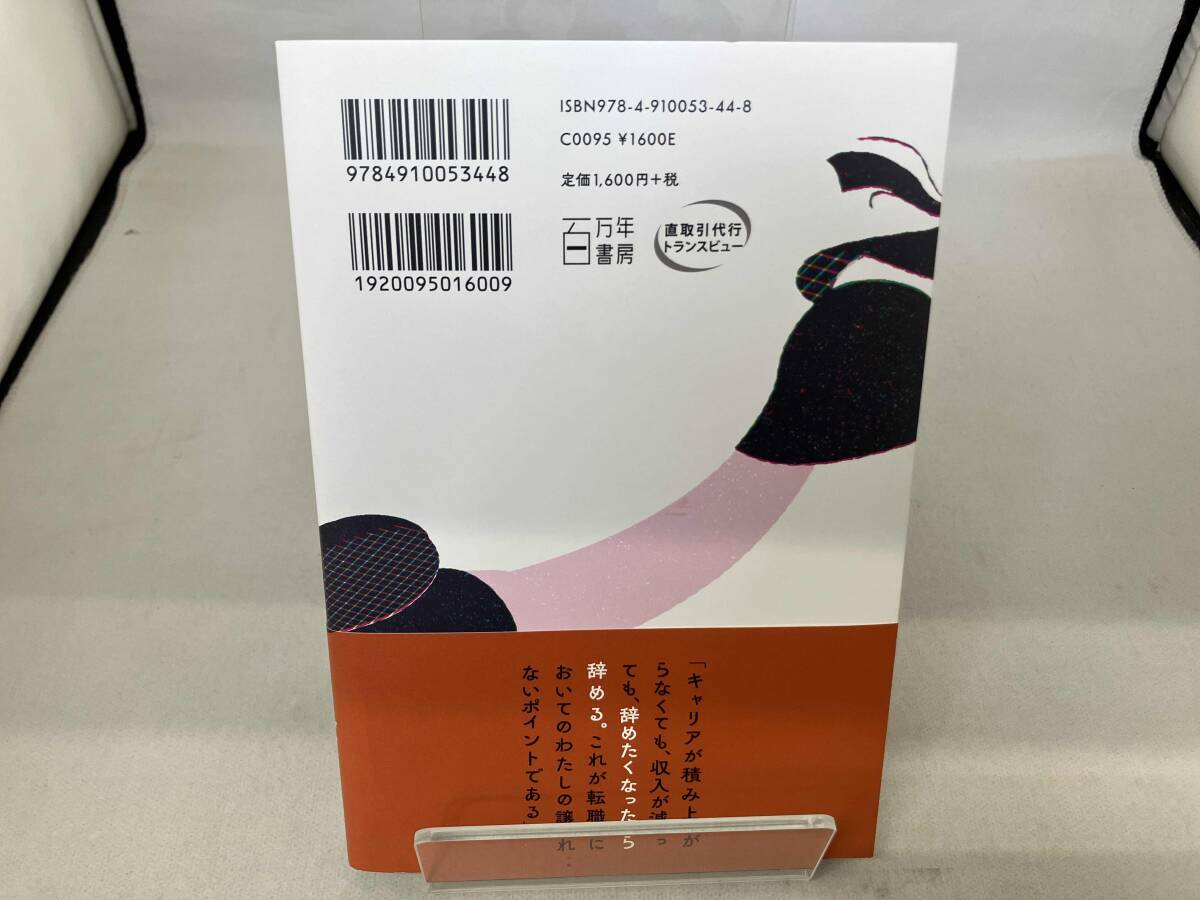 ISBN978-4-910053-44-8
C0095 ¥1600E
定価1,600円+税
9784910053448
1920095016009
百万年書房
直取引代行
トランスビュー
「キャリアが積み上が
らなくても、収入が減っ
ても、辞めたくなったら
辞める。これが転職に
おいてのわたしの譲れ
ないポイントである」